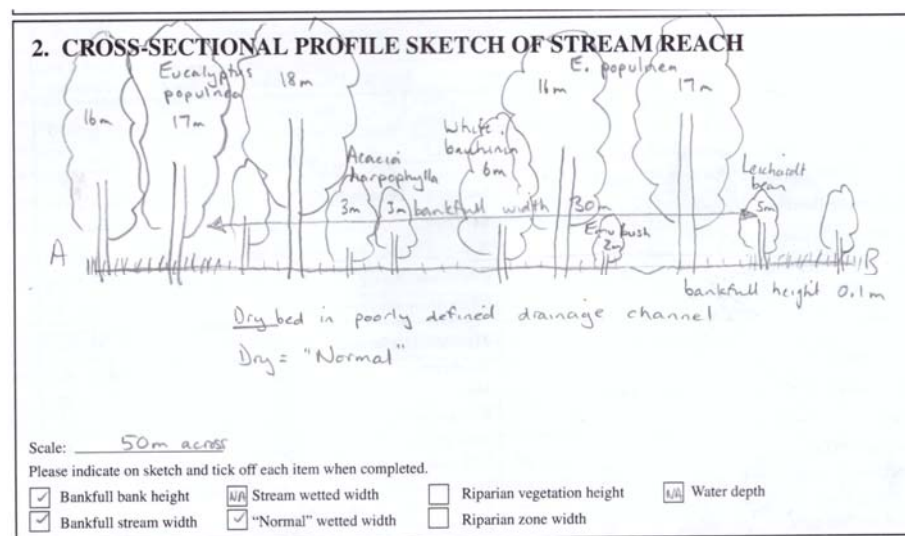 2. CROSS-SECTIONAL PROFILE SKETCH OF STREAM REACH
Eucalyptus
populnea
E. populnea
16m
17m
18m
16m
17m
White
bauhinia
6m
Acacia
harpophylla
3m
3m
Leichardt
bean
5m
bankfull width 30m
Emu bush
2m
A
B
bankfull height 0.1m
Dry bed in poorly defined drainage channel
Dry = "Normal"
Scale: 50m across
Please indicate on sketch and tick off each item when completed.
Bankfull bank height
N/A Stream wetted width
Riparian vegetation height
N/A Water depth
Bankfull stream width
"Normal" wetted width
Riparian zone width